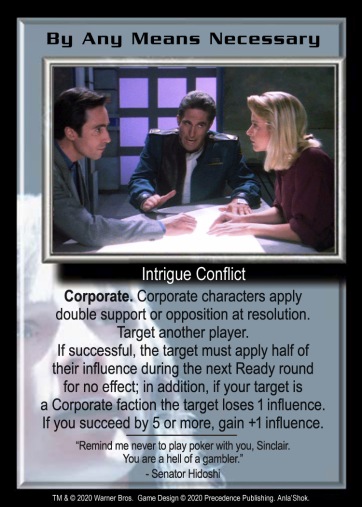 By Any Means Necessary
Intrigue Conflict
Corporate. Corporate characters apply
double support or opposition at resolution.
Target another player.
If successful, the target must apply half of
their influence during the next Ready round
for no effect; in addition, if your target is
a Corporate faction the target loses 1 influence.
If you succeed by 5 or more, gain +1 influence.
“Remind me never to play poker with you, Sinclair.
You are a hell of a gambler.”
- Senator Hidoshi
TM & © 2020 Warner Bros. Game Design © 2020 Precedence Publishing. Anla’Shok.